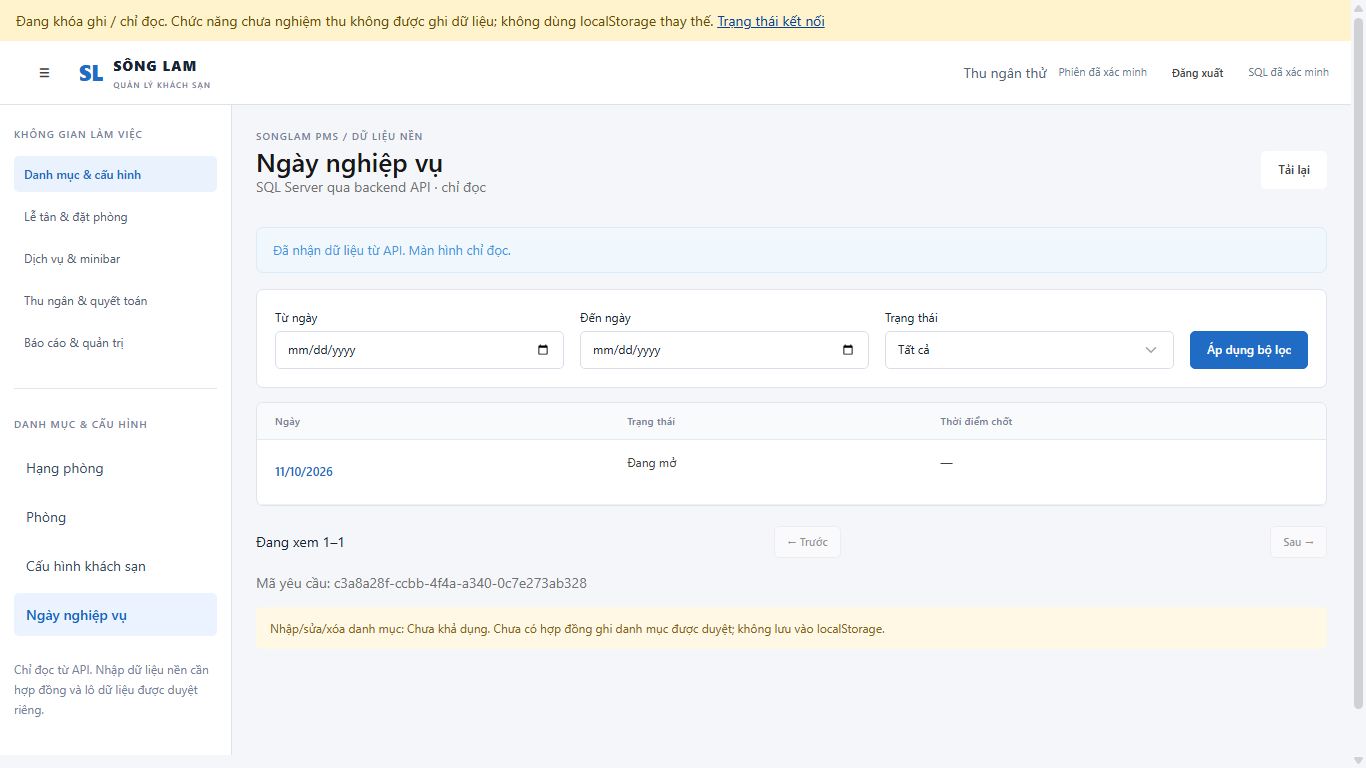 Đang khóa ghi / chỉ đọc. Chức năng chưa nghiệm thu không được ghi dữ liệu; không dùng localStorage thay thế. Trạng thái kết nối
☰ SL SÔNG LAM
QUẢN LÝ KHÁCH SẠN
Thu ngân thử Phiên đã xác minh Đăng xuất SQL đã xác minh
KHÔNG GIAN LÀM VIỆC
Danh mục & cấu hình
Lễ tân & đặt phòng
Dịch vụ & minibar
Thu ngân & quyết toán
Báo cáo & quản trị
DANH MỤC & CẤU HÌNH
Hạng phòng
Phòng
Cấu hình khách sạn
Ngày nghiệp vụ
Chỉ đọc từ API. Nhập dữ liệu nền cần
hợp đồng và lô dữ liệu được duyệt
riêng.
SONGLAM PMS / DỮ LIỆU NỀN
Ngày nghiệp vụ
SQL Server qua backend API · chỉ đọc
Tải lại
Đã nhận dữ liệu từ API. Màn hình chỉ đọc.
Từ ngày Đến ngày Trạng thái
mm/dd/yyyy mm/dd/yyyy Tất cả Áp dụng bộ lọc
Ngày Trạng thái Thời điểm chốt
11/10/2026 Đang mở —
Đang xem 1–1 ← Trước Sau →
Mã yêu cầu: c3a8a28f-ccbb-4f4a-a340-0c7e273ab328
Nhập/sửa/xóa danh mục: Chưa khả dụng. Chưa có hợp đồng ghi danh mục được duyệt; không lưu vào localStorage.